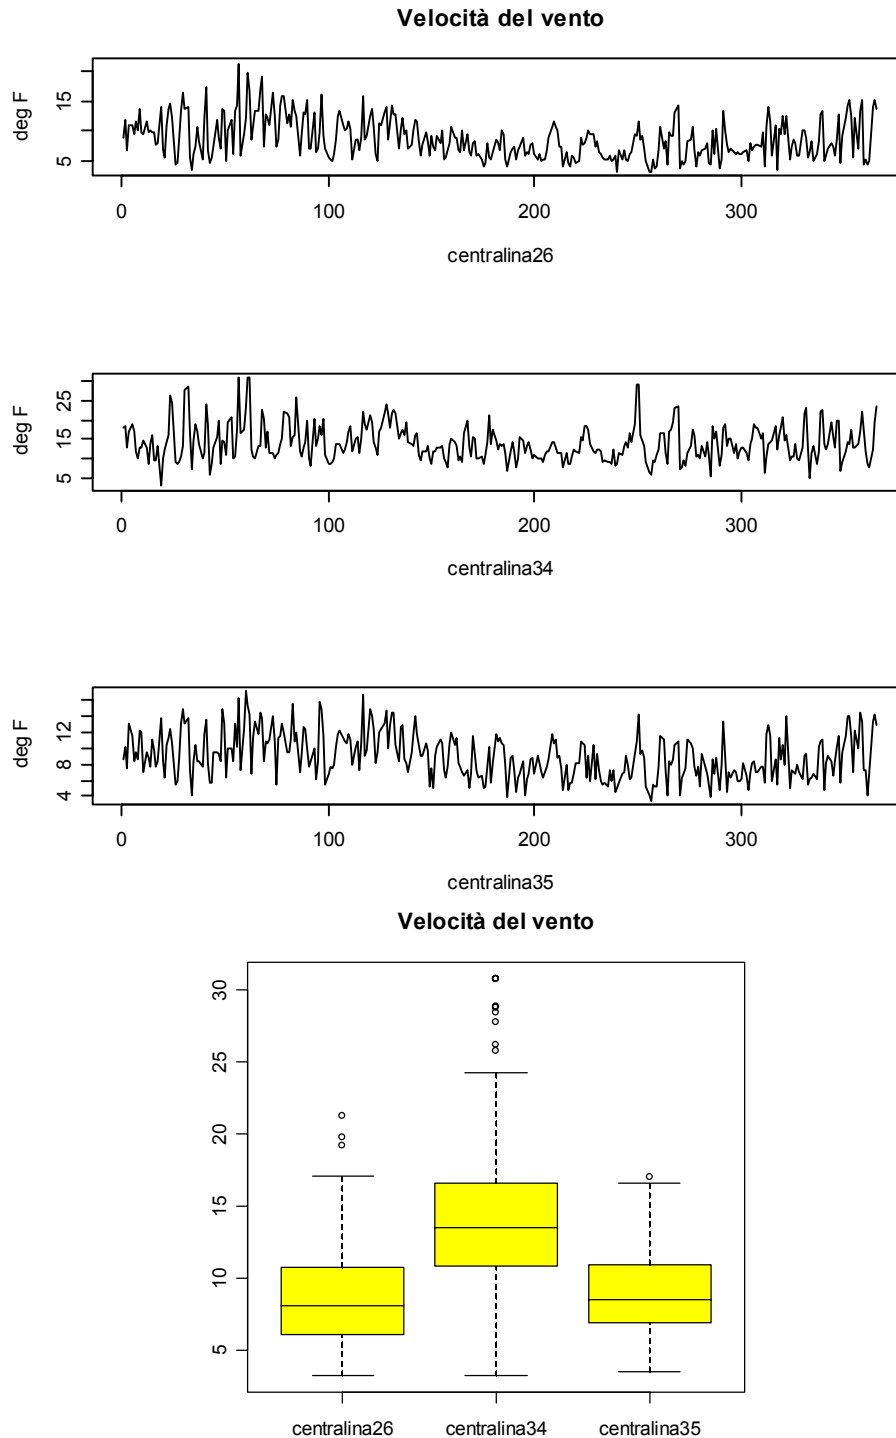 Velocità del vento
deg F
15
5
0 100 200 300
centralina26
deg F
25
15
5
0 100 200 300
centralina34
deg F
12
8
4
0 100 200 300
centralina35
Velocità del vento
30
25
20
15
10
5
centralina26 centralina34 centralina35